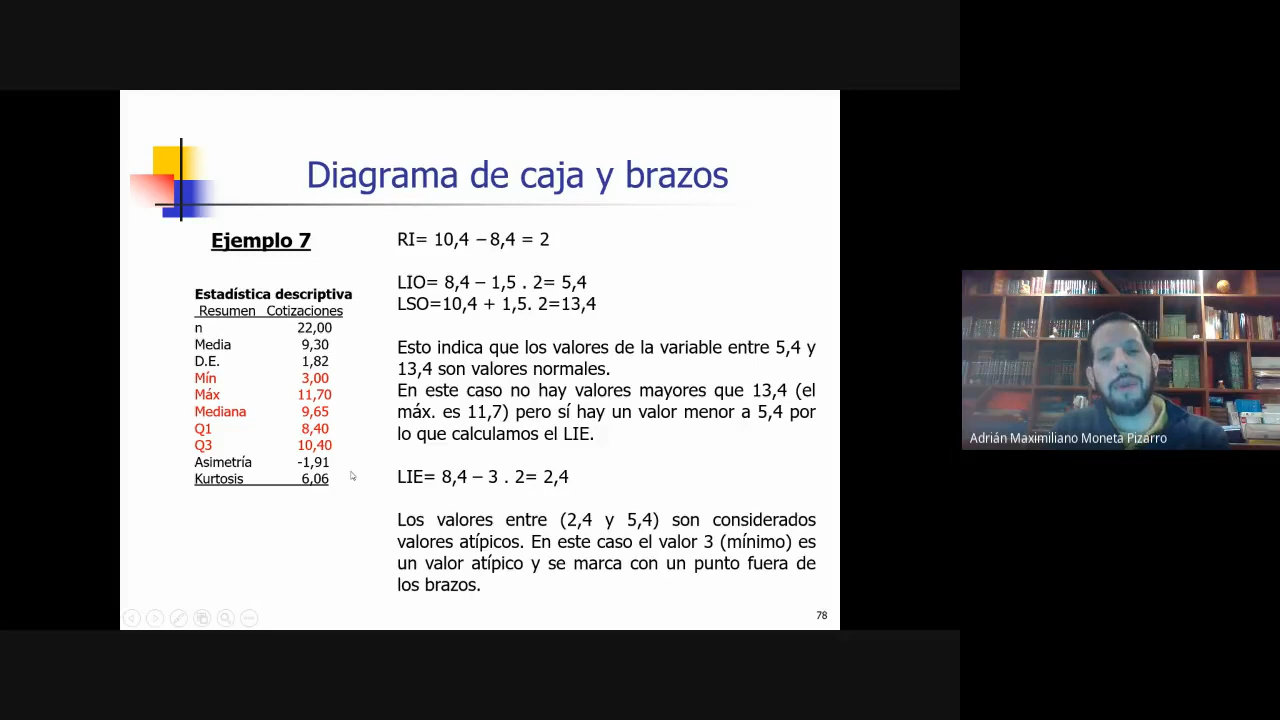 Diagrama de caja y brazos
Ejemplo 7
Estadística descriptiva
Resumen Cotizaciones
n 22,00
Media 9,30
D.E. 1,82
Mín 3,00
Máx 11,70
Mediana 9,65
Q1 8,40
Q3 10,40
Asimetría -1,91
Kurtosis 6,06
RI= 10,4 – 8,4 = 2
LIO= 8,4 – 1,5 . 2= 5,4
LSO=10,4 + 1,5. 2=13,4
Esto indica que los valores de la variable entre 5,4 y
13,4 son valores normales.
En este caso no hay valores mayores que 13,4 (el
máx. es 11,7) pero sí hay un valor menor a 5,4 por
lo que calculamos el LIE.
LIE= 8,4 – 3 . 2= 2,4
Los valores entre (2,4 y 5,4) son considerados
valores atípicos. En este caso el valor 3 (mínimo) es
un valor atípico y se marca con un punto fuera de
los brazos.
78
Adrián Maximiliano Moneta Pizarro